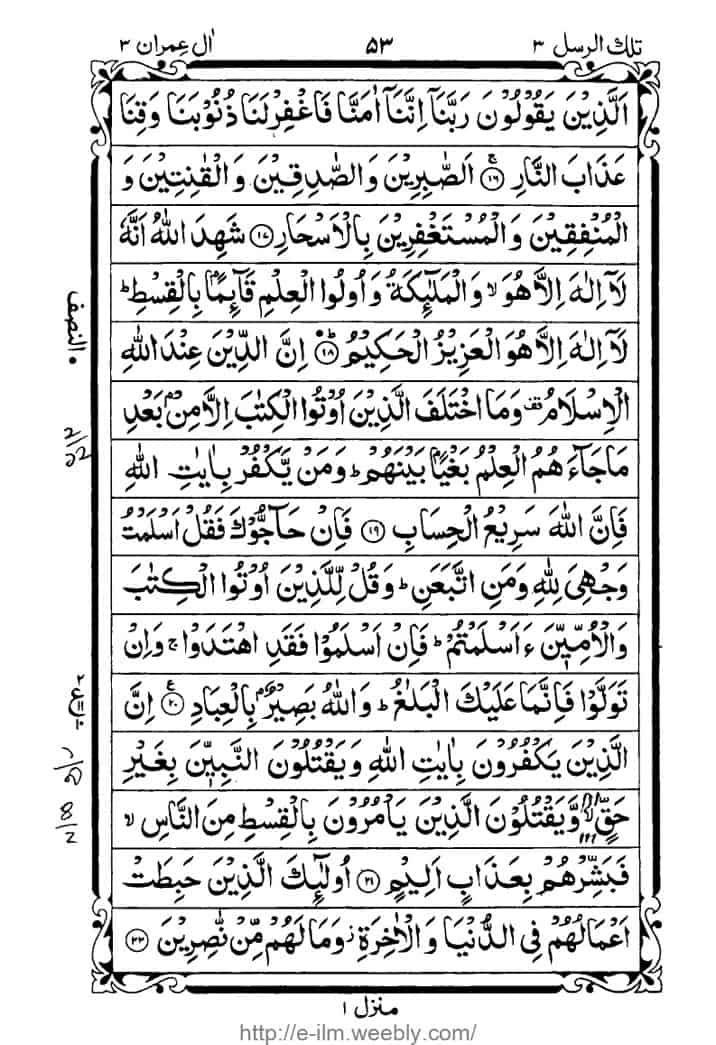 تلك الرسل ٣ ٥٣ اٰل عمران ٣
اَلَّذِيْنَ يَقُوْلُوْنَ رَبَّنَآ اِنَّنَآ اٰمَنَّا فَاغْفِرْلَنَا ذُنُوْبَنَا وَقِنَا
عَذَابَ النَّارِ ۚ ۝١٦ اَلصّٰبِرِيْنَ وَالصّٰدِقِيْنَ وَالْقٰنِتِيْنَ وَ
الْمُنْفِقِيْنَ وَالْمُسْتَغْفِرِيْنَ بِالْاَسْحَارِ ۝١٧ شَهِدَ اللّٰهُ اَنَّهٗ
لَآ اِلٰهَ اِلَّا هُوَ ۙ وَالْمَلٰٓئِكَةُ وَاُولُوا الْعِلْمِ قَآئِمًۢا بِالْقِسْطِ ؕ
لَآ اِلٰهَ اِلَّا هُوَ الْعَزِيْزُ الْحَكِيْمُ ۝١٨ؕ اِنَّ الدِّيْنَ عِنْدَ اللّٰهِ
الْاِسْلَامُ ۫ وَمَا اخْتَلَفَ الَّذِيْنَ اُوْتُوا الْكِتٰبَ اِلَّا مِنْۢ بَعْدِ
مَا جَآءَهُمُ الْعِلْمُ بَغْيًۢا بَيْنَهُمْ ؕ وَمَنْ يَّكْفُرْ بِاٰيٰتِ اللّٰهِ
فَاِنَّ اللّٰهَ سَرِيْعُ الْحِسَابِ ۝١٩ فَاِنْ حَآجُّوْكَ فَقُلْ اَسْلَمْتُ
وَجْهِيَ لِلّٰهِ وَمَنِ اتَّبَعَنِ ؕ وَقُلْ لِّلَّذِيْنَ اُوْتُوا الْكِتٰبَ
وَالْاُمِّيّٖنَ ءَاَسْلَمْتُمْ ؕ فَاِنْ اَسْلَمُوْا فَقَدِ اهْتَدَوْا ۚ وَاِنْ
تَوَلَّوْا فَاِنَّمَا عَلَيْكَ الْبَلٰغُ ؕ وَاللّٰهُ بَصِيْرٌۢ بِالْعِبَادِ ۝٢٠ۧ اِنَّ
الَّذِيْنَ يَكْفُرُوْنَ بِاٰيٰتِ اللّٰهِ وَيَقْتُلُوْنَ النَّبِيّٖنَ بِغَيْرِ
حَقٍّ ۙ وَّيَقْتُلُوْنَ الَّذِيْنَ يَاْمُرُوْنَ بِالْقِسْطِ مِنَ النَّاسِ ۙ
فَبَشِّرْهُمْ بِعَذَابٍ اَلِيْمٍ ۝٢١ اُولٰٓئِكَ الَّذِيْنَ حَبِطَتْ
اَعْمَالُهُمْ فِي الدُّنْيَا وَالْاٰخِرَةِ ؗ وَمَا لَهُمْ مِّنْ نّٰصِرِيْنَ ۝٢٢
النصف
منزل ١
http://e-ilm.weebly.com/